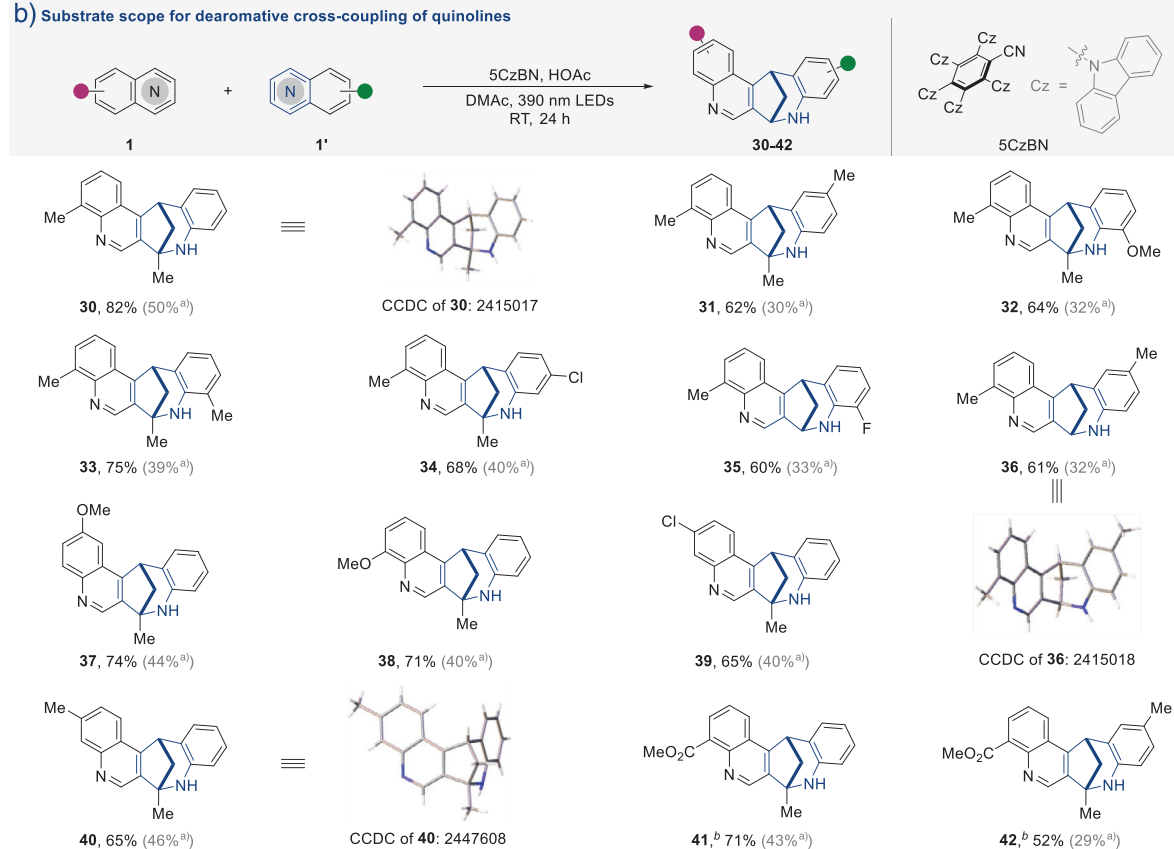 b) Substrate scope for dearomative cross-coupling of quinolines
N
+
N
5CzBN, HOAc
DMAc, 390 nm LEDs
RT, 24 h
N
NH
Cz
Cz
CN
Cz
Cz
Cz
Cz =
N
1
1'
30-42
5CzBN
Me
N
NH
Me
Me
Me
N
NH
Me
Me
N
NH
OMe
Me
30, 82% (50%a))
CCDC of 30: 2415017
31, 62% (30%a))
32, 64% (32%a))
Me
N
NH
Me
Me
Me
Cl
N
NH
Me
Me
N
NH
F
Me
Me
N
NH
33, 75% (39%a))
34, 68% (40%a))
35, 60% (33%a))
36, 61% (32%a))
OMe
N
NH
Me
MeO
N
NH
Me
Cl
N
NH
Me
37, 74% (44%a))
38, 71% (40%a))
39, 65% (40%a))
CCDC of 36: 2415018
Me
N
NH
Me
MeO2C
N
NH
Me
Me
MeO2C
N
NH
Me
40, 65% (46%a))
CCDC of 40: 2447608
41,b 71% (43%a))
42,b 52% (29%a))